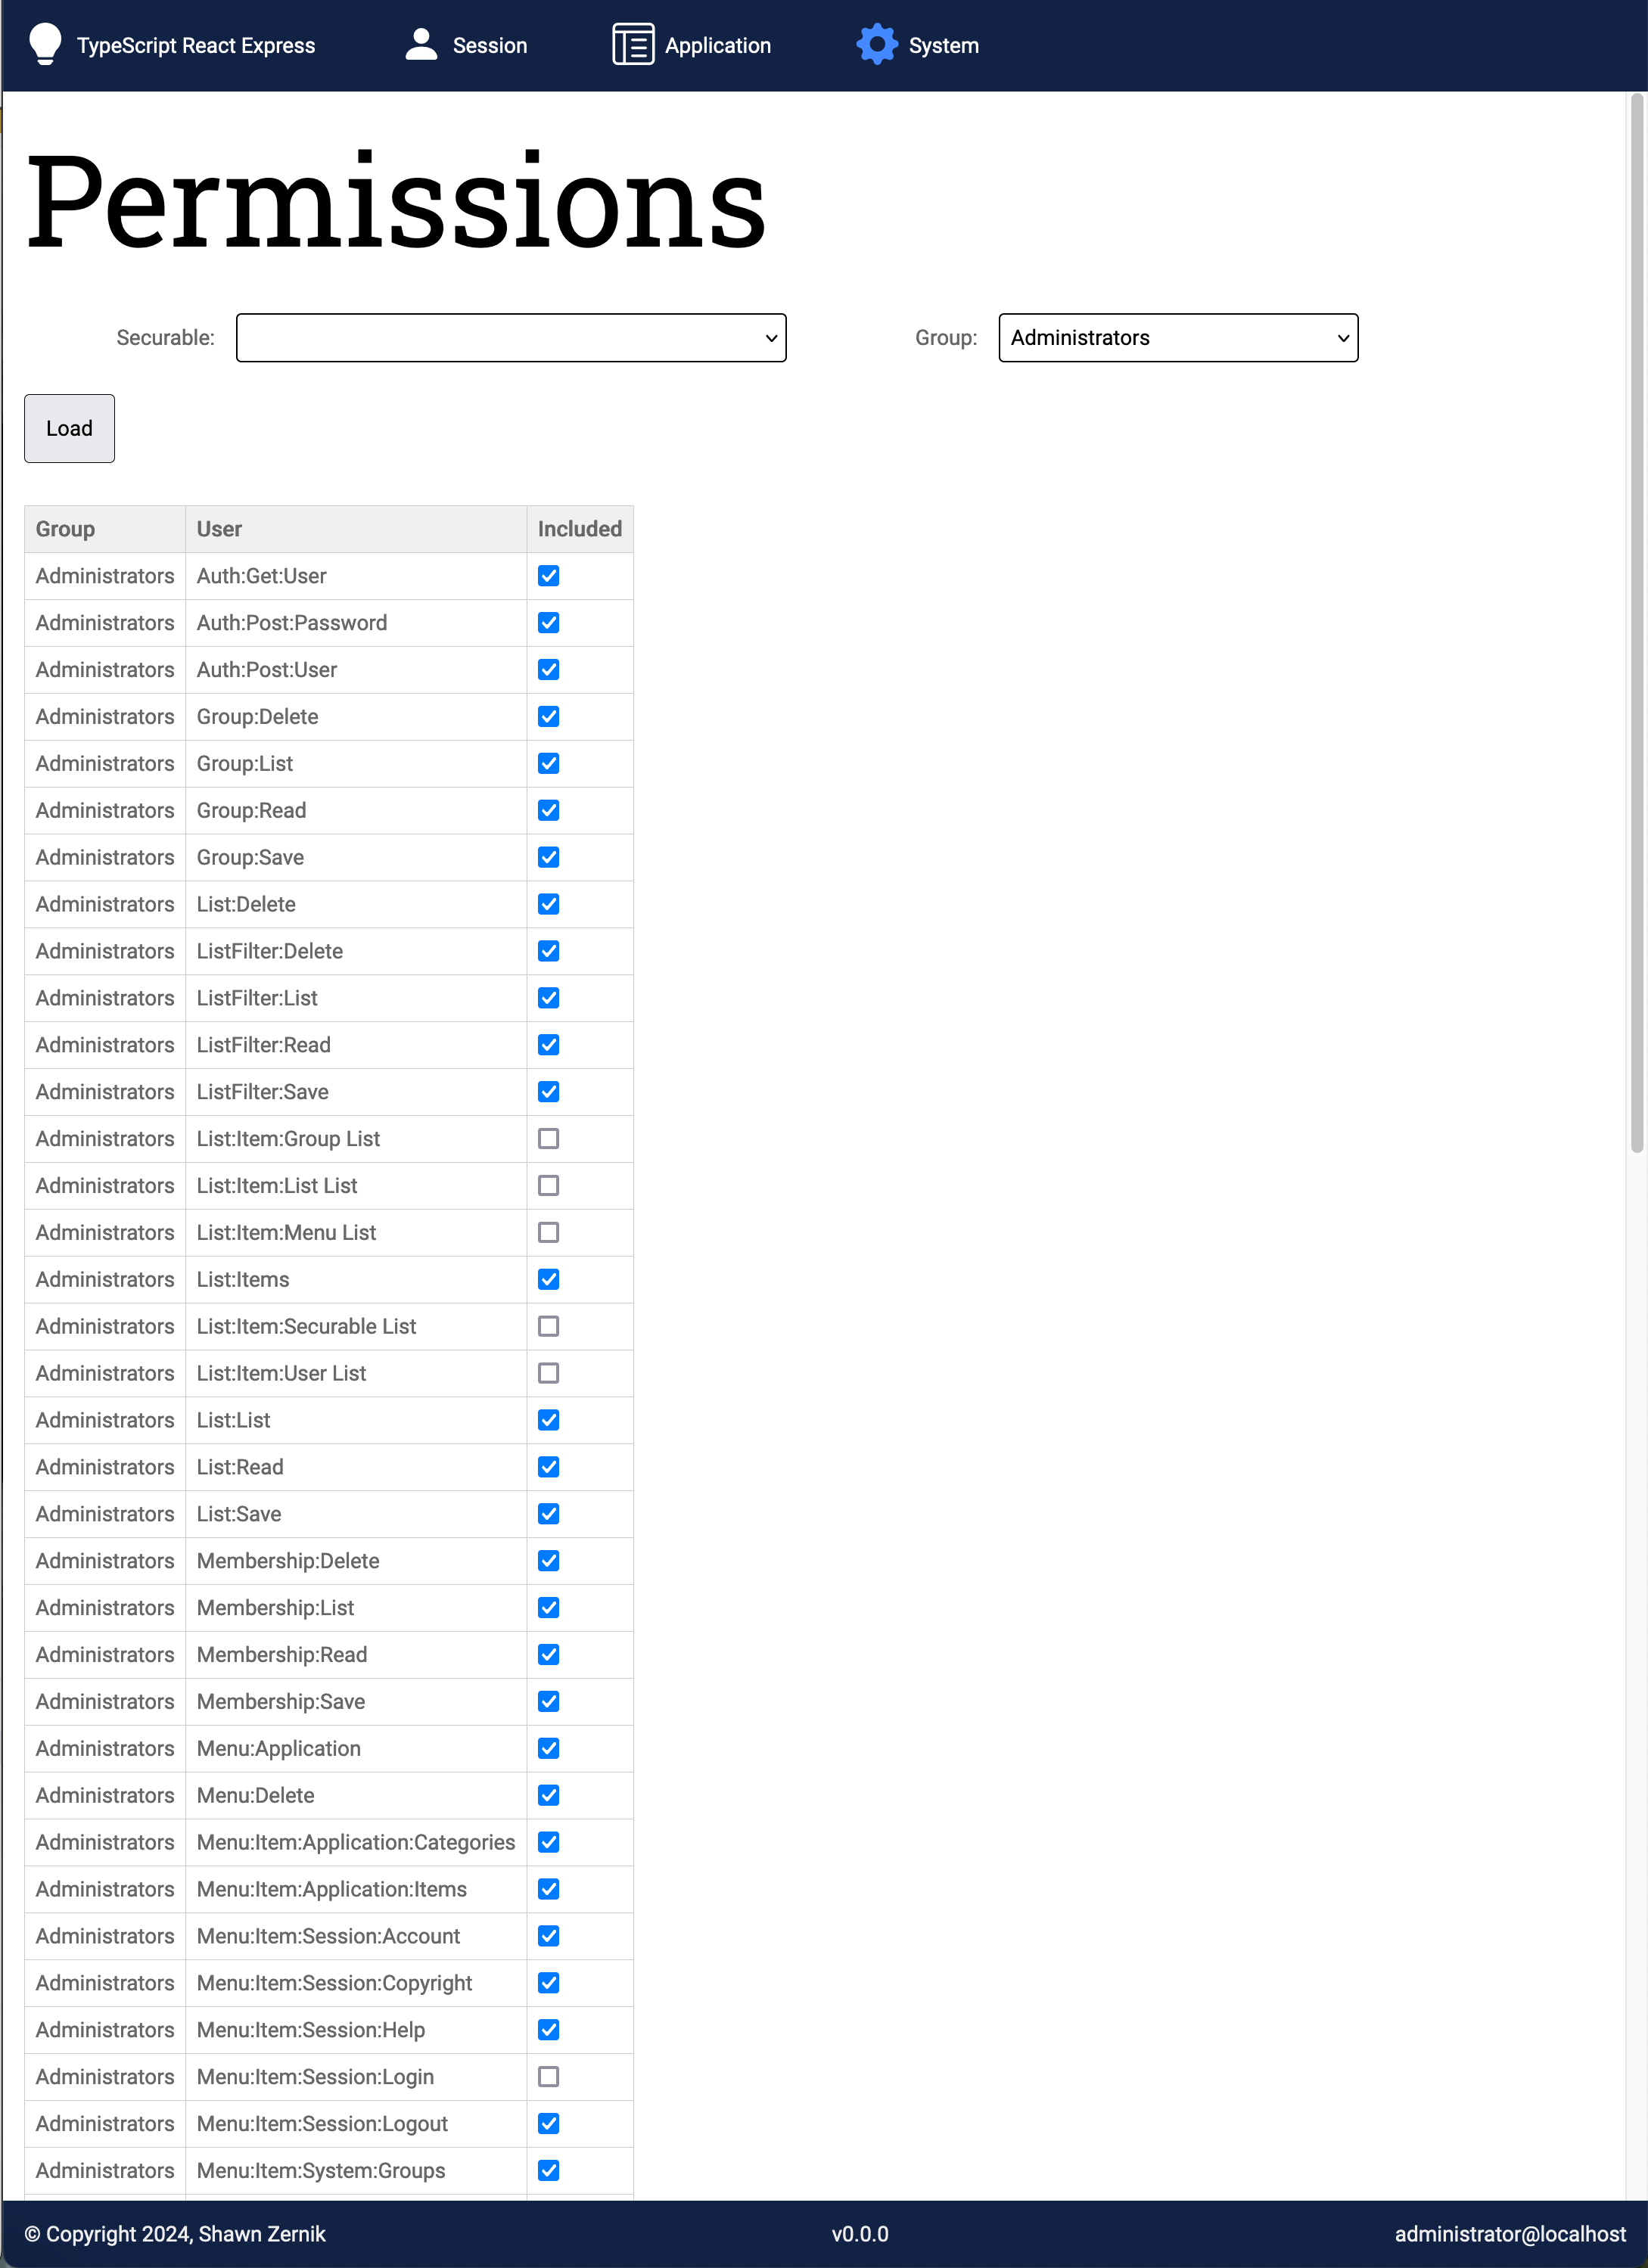 TypeScript React Express Session Application System
Permissions
Securable: Group: Administrators
Load
Group User Included
Administrators Auth:Get:User
Administrators Auth:Post:Password
Administrators Auth:Post:User
Administrators Group:Delete
Administrators Group:List
Administrators Group:Read
Administrators Group:Save
Administrators List:Delete
Administrators ListFilter:Delete
Administrators ListFilter:List
Administrators ListFilter:Read
Administrators ListFilter:Save
Administrators List:Item:Group List
Administrators List:Item:List List
Administrators List:Item:Menu List
Administrators List:Items
Administrators List:Item:Securable List
Administrators List:Item:User List
Administrators List:List
Administrators List:Read
Administrators List:Save
Administrators Membership:Delete
Administrators Membership:List
Administrators Membership:Read
Administrators Membership:Save
Administrators Menu:Application
Administrators Menu:Delete
Administrators Menu:Item:Application:Categories
Administrators Menu:Item:Application:Items
Administrators Menu:Item:Session:Account
Administrators Menu:Item:Session:Copyright
Administrators Menu:Item:Session:Help
Administrators Menu:Item:Session:Login
Administrators Menu:Item:Session:Logout
Administrators Menu:Item:System:Groups
© Copyright 2024, Shawn Zernik v0.0.0 administrator@localhost